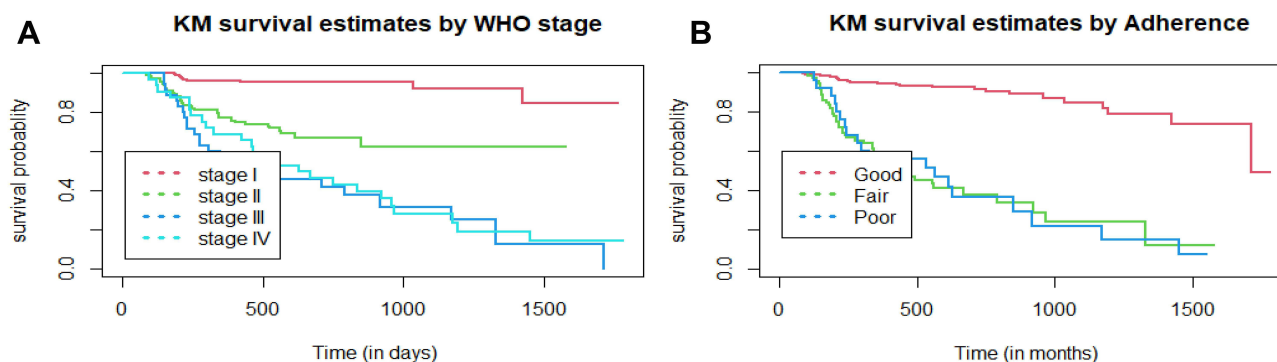 A
KM survival estimates by WHO stage
survival probablity
0.8
0.4
0.0
stage I
stage II
stage III
stage IV
0
500
1000
1500
Time (in days)
B
KM survival estimates by Adherence
survival probablity
0.8
0.4
0.0
Good
Fair
Poor
0
500
1000
1500
Time (in months)